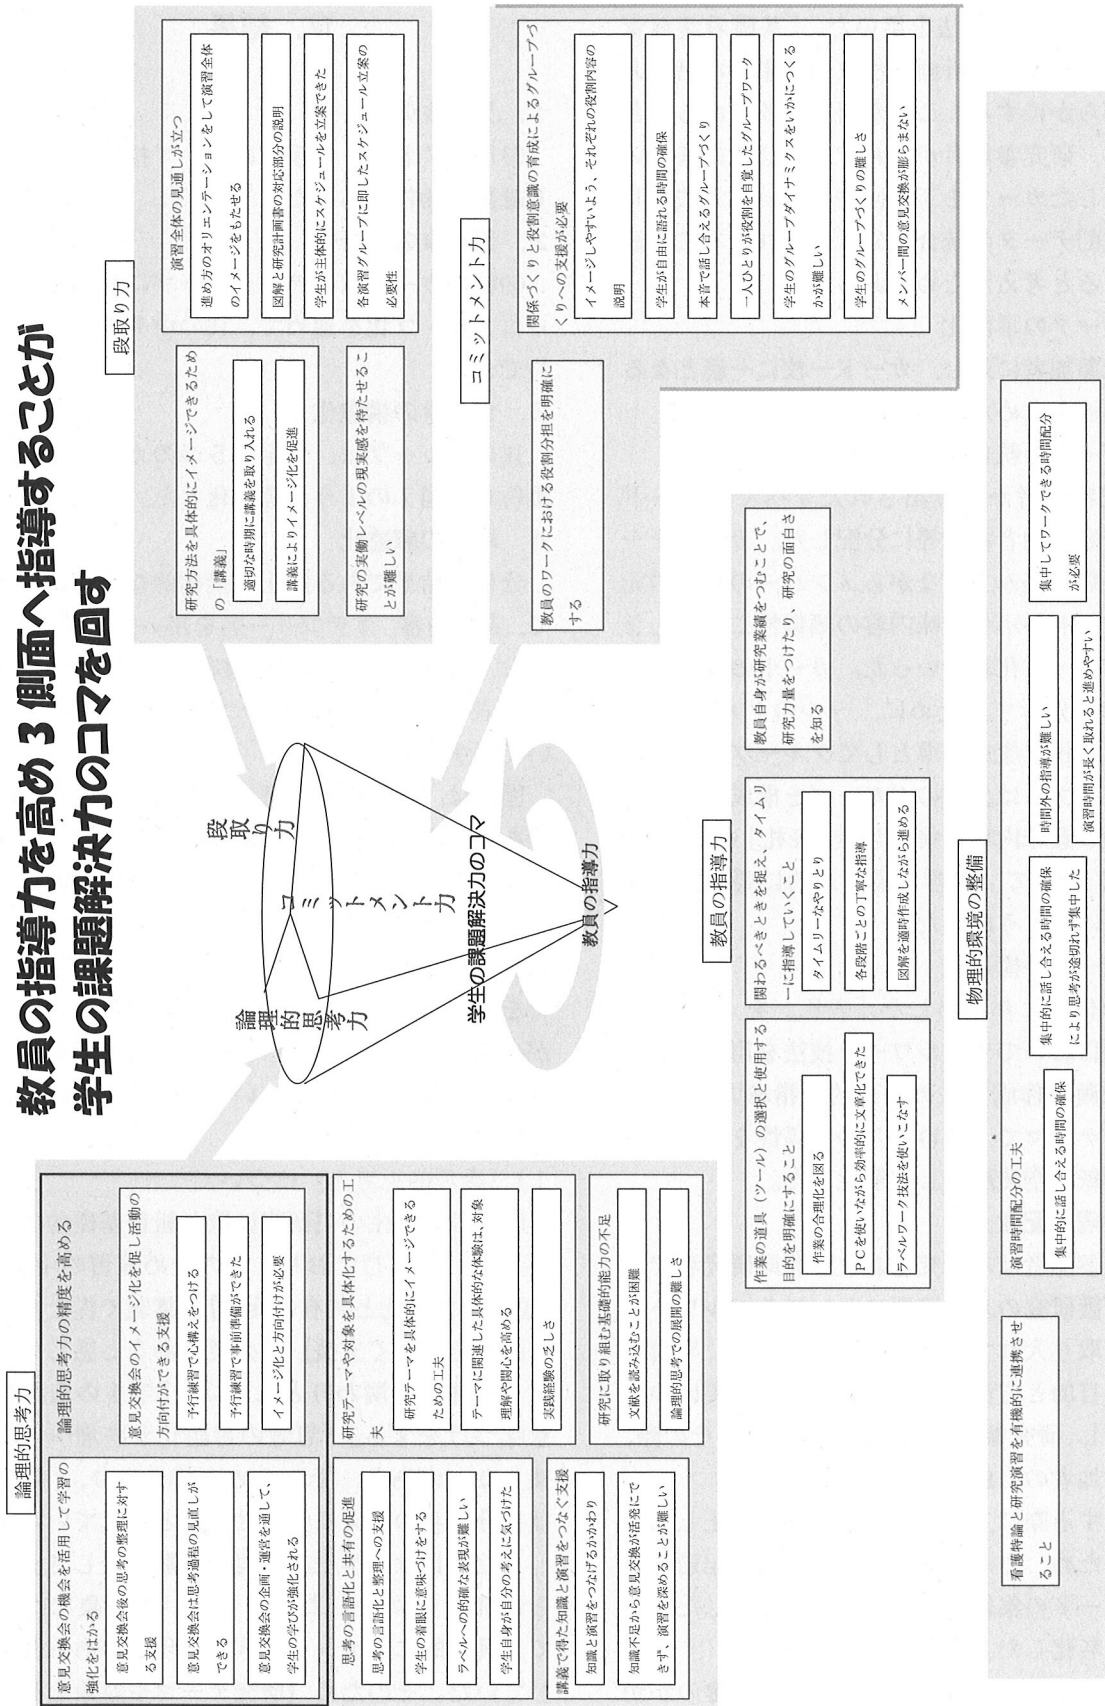 教員の指導力を高め3側面へ指導することが
学生の課題解決力のコマを回す
論理的思考力
論理的思考力の精度を高める
意見交換会の機会を活用して学習の
強化をはかる
意見交換会後の思考の整理に対す
る支援
意見交換会は思考過程の見直しが
できる
意見交換会の企画・運営を通して、
学生の学びが強化される
意見交換会のイメージ化を促し活動の
方向付ができる支援
予行練習で心構えをつける
予行練習で事前準備ができた
イメージ化と方向付けが必要
思考の言語化と共有の促進
思考の言語化と整理への支援
学生の着眼に意味づけをする
ラベルへの的確な表現が難しい
学生自身が自分の考えに気づけた
研究テーマや対象を具体化するための工
夫
研究テーマを具体的にイメージできる
ための工夫
テーマに関連した具体的な体験は、対象
理解や関心を高める
実践経験の乏しさ
講義で得た知識と演習をつなぐ支援
知識と演習をつなげるかかわり
知識不足から意見交換が活発にで
きず、演習を深めることが難しい
研究に取り組む基礎的能力の不足
文献を読み込むことが困難
論理的思考での展開の難しさ
段取り力
コミットメント力
論理的思考力
学生の課題解決力のコマ
教員の指導力
段取り力
研究方法を具体的にイメージできるため
の「講義」
適切な時期に講義を取り入れる
講義によりイメージ化を促進
研究の実働レベルの現実感を待たせるこ
とが難しい
演習全体の見通しが立つ
進め方のオリエンテーションをして演習全体
のイメージをもたせる
図解と研究計画書の対応部分の説明
学生が主体的にスケジュールを立案できた
各演習グループに即したスケジュール立案の
必要性
コミットメント力
教員のワークにおける役割分担を明確に
する
関係づくりと役割意識の育成によるグループづ
くりへの支援が必要
イメージしやすいよう、それぞれの役割内容の
説明
学生が自由に語れる時間の確保
本音で話し合えるグループづくり
一人ひとりが役割を自覚したグループワーク
学生のグループダイナミクスをいかにつくる
かが難しい
学生のグループづくりの難しさ
メンバー間の意見交換が膨らまない
教員の指導力
作業の道具（ツール）の選択と使用する
目的を明確にすること
作業の合理化を図る
PCを使いながら効率的に文章化できた
ラベルワーク技法を使いこなす
関わるべきときを捉え、タイムリ
ーに指導していくこと
タイムリーなやりとり
各段階ごとの丁寧な指導
図解を適時作成しながら進める
教員自身が研究業績をつむことで、
研究力量をつけたり、研究の面白さ
を知る
物理的環境の整備
看護特論と研究演習を有機的に連携させ
ること
演習時間配分の工夫
集中的に話し合える時間の確保
集中的に話し合える時間の確保
により思考が途切れず集中した
時間外の指導が難しい
演習時間が長く取れると進めやすい
集中してワークできる時間配分
が必要